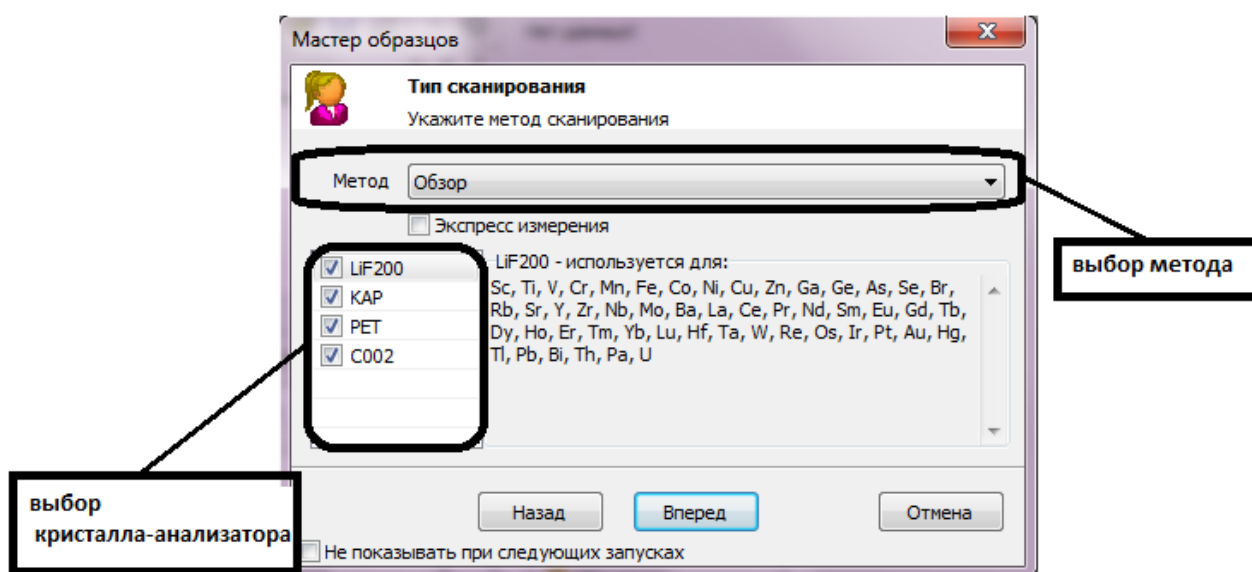 Мастер образцов
Тип сканирования
Укажите метод сканирования
Метод
Обзор
Экспресс измерения
LiF200
KAP
PET
C002
LiF200 - используется для:
Sc, Ti, V, Cr, Mn, Fe, Co, Ni, Cu, Zn, Ga, Ge, As, Se, Br,
Rb, Sr, Y, Zr, Nb, Mo, Ba, La, Ce, Pr, Nd, Sm, Eu, Gd, Tb,
Dy, Ho, Er, Tm, Yb, Lu, Hf, Ta, W, Re, Os, Ir, Pt, Au, Hg,
Tl, Pb, Bi, Th, Pa, U
выбор метода
выбор
кристалла-анализатора
Назад
Вперед
Отмена
Не показывать при следующих запусках